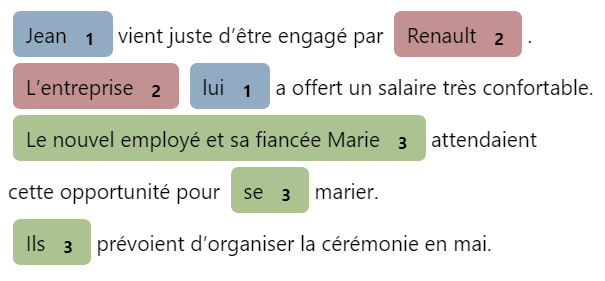 Jean 1 vient juste d’être engagé par Renault 2 .
L’entreprise 2 lui 1 a offert un salaire très confortable.
Le nouvel employé et sa fiancée Marie 3 attendaient
cette opportunité pour se 3 marier.
Ils 3 prévoient d’organiser la cérémonie en mai.